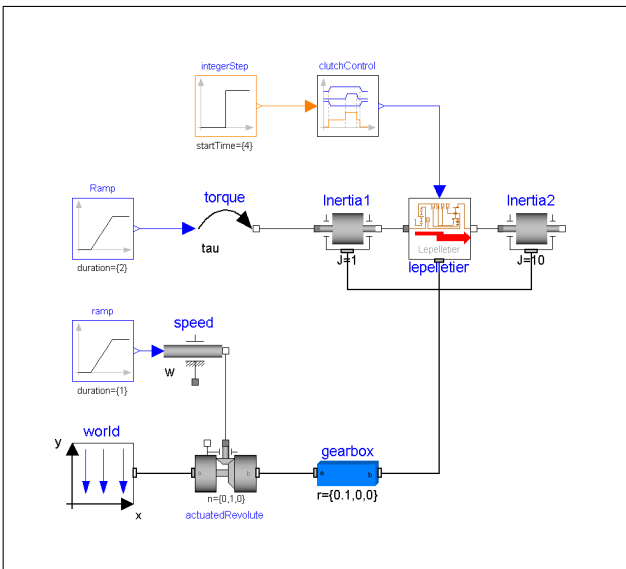 integerStep
clutchControl
startTime={4}
Ramp
torque
Inertia1
Inertia2
tau
Lepelletier
duration={2}
J=1
lepelletier
J=10
ramp
speed
w
duration={1}
world
gearbox
y
a
b
a
b
n={0,1,0}
r={0.1,0,0}
x
actuatedRevolute